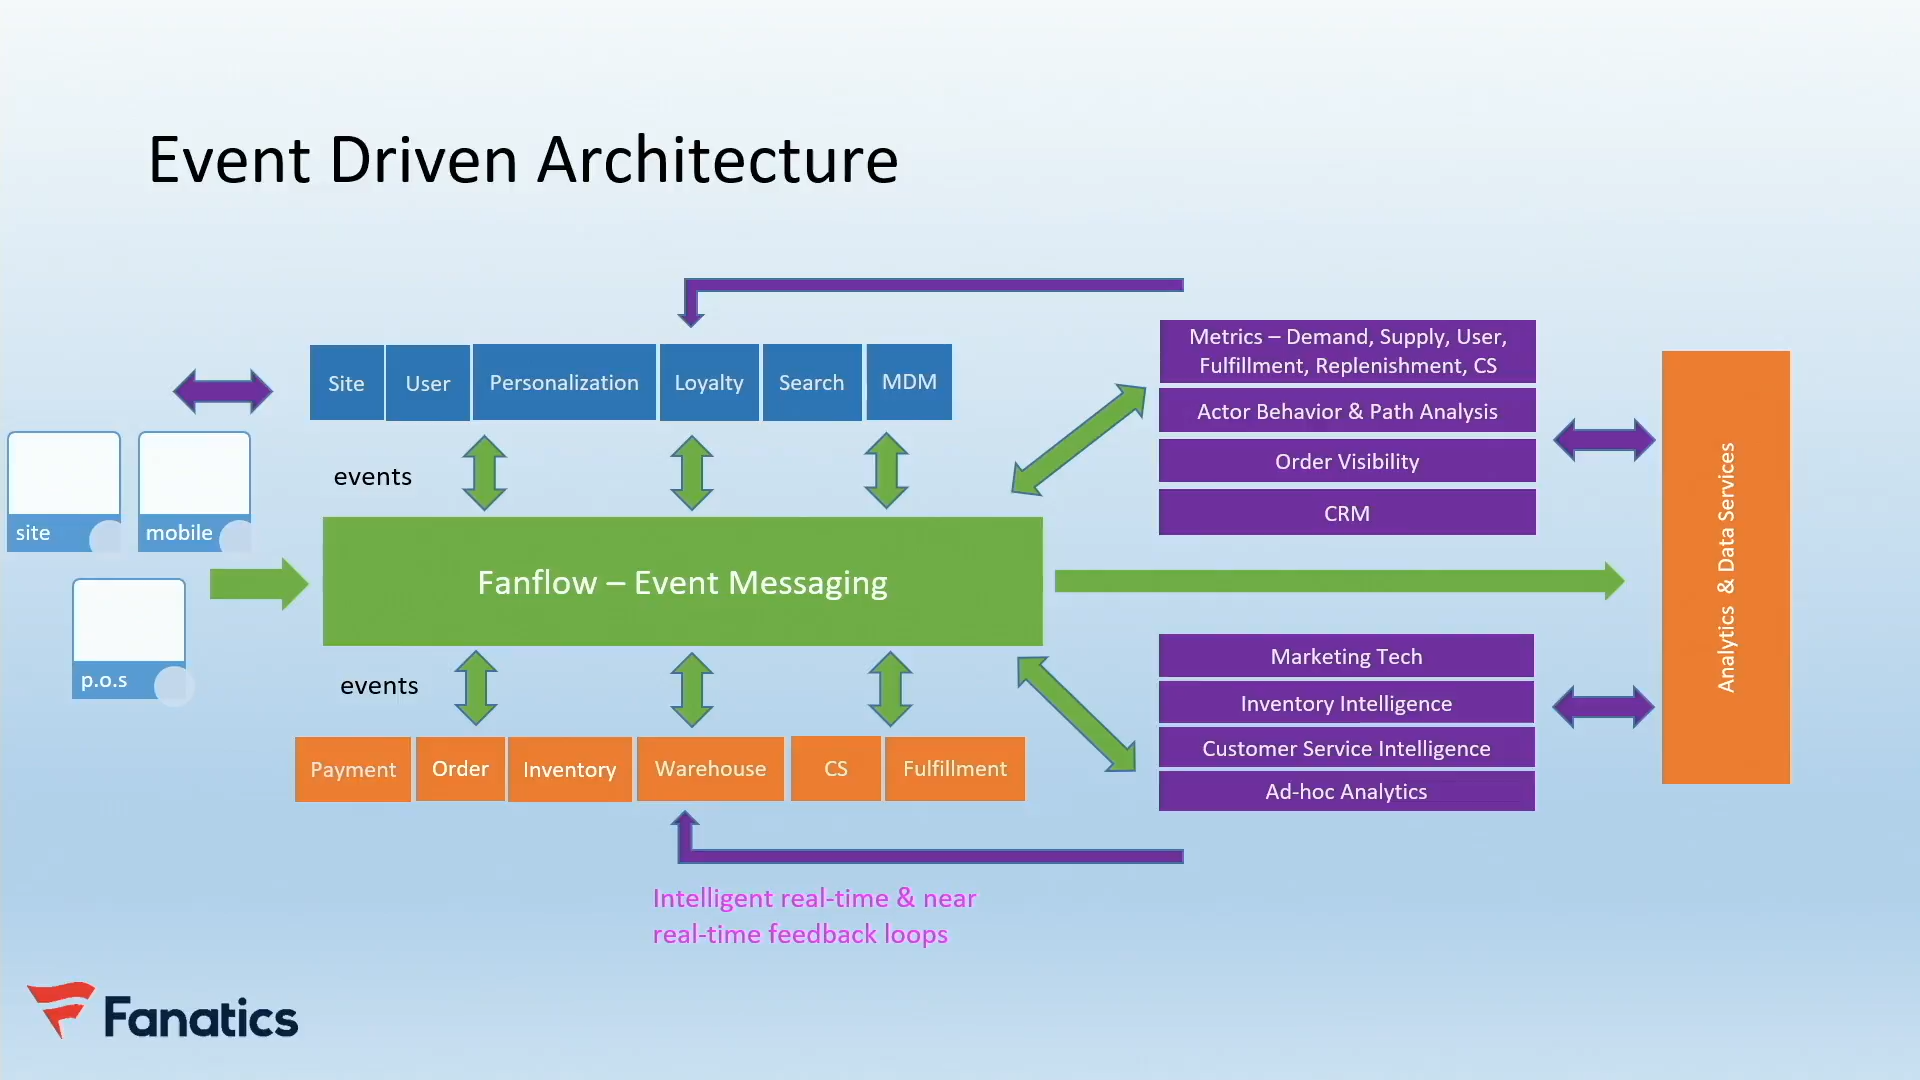 Event Driven Architecture
Site
User
Personalization
Loyalty
Search
MDM
Metrics – Demand, Supply, User,
Fulfillment, Replenishment, CS
Actor Behavior & Path Analysis
Order Visibility
CRM
events
site
mobile
p.o.s
Fanflow – Event Messaging
Analytics & Data Services
events
Marketing Tech
Inventory Intelligence
Customer Service Intelligence
Ad-hoc Analytics
Payment
Order
Inventory
Warehouse
CS
Fulfillment
Intelligent real-time & near
real-time feedback loops
Fanatics